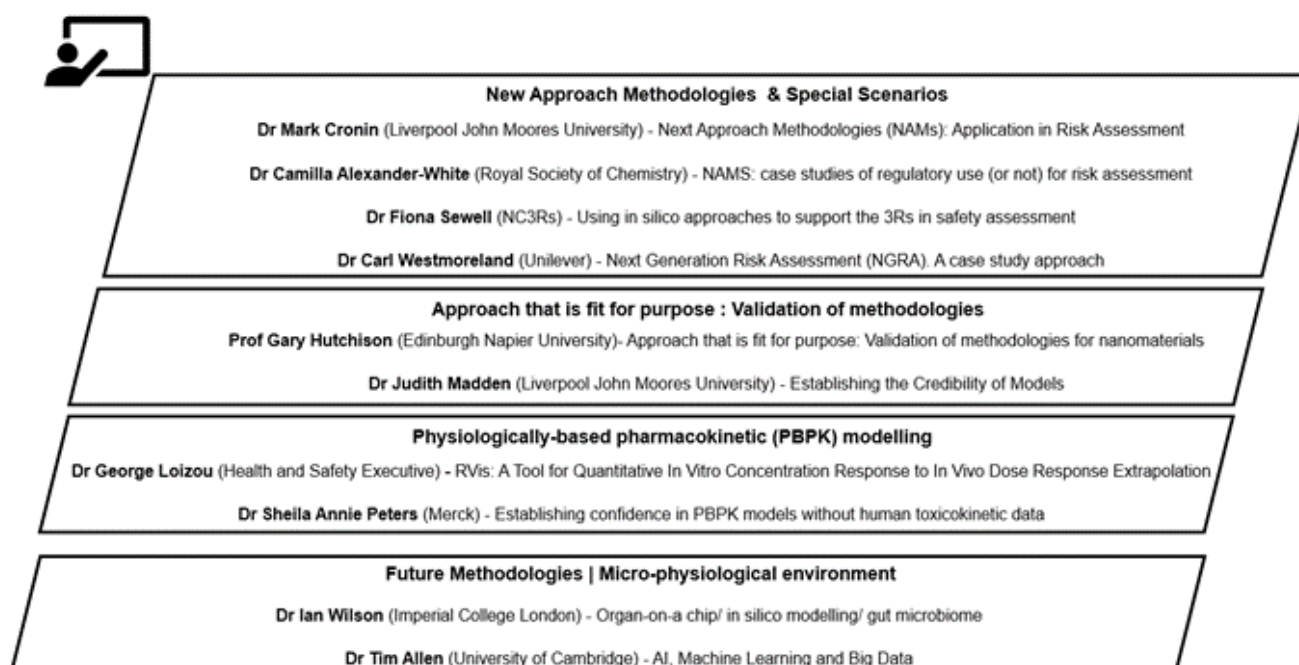 New Approach Methodologies & Special Scenarios
Dr Mark Cronin (Liverpool John Moores University) - Next Approach Methodologies (NAMs): Application in Risk Assessment
Dr Camilla Alexander-White (Royal Society of Chemistry) - NAMS: case studies of regulatory use (or not) for risk assessment
Dr Fiona Sewell (NC3Rs) - Using in silico approaches to support the 3Rs in safety assessment
Dr Carl Westmoreland (Unilever) - Next Generation Risk Assessment (NGRA). A case study approach
Approach that is fit for purpose : Validation of methodologies
Prof Gary Hutchison (Edinburgh Napier University)- Approach that is fit for purpose: Validation of methodologies for nanomaterials
Dr Judith Madden (Liverpool John Moores University) - Establishing the Credibility of Models
Physiologically-based pharmacokinetic (PBPK) modelling
Dr George Loizou (Health and Safety Executive) - RVis: A Tool for Quantitative In Vitro Concentration Response to In Vivo Dose Response Extrapolation
Dr Sheila Annie Peters (Merck) - Establishing confidence in PBPK models without human toxicokinetic data
Future Methodologies | Micro-physiological environment
Dr Ian Wilson (Imperial College London) - Organ-on-a chip/ in silico modelling/ gut microbiome
Dr Tim Allen (University of Cambridge) - AI, Machine Learning and Big Data